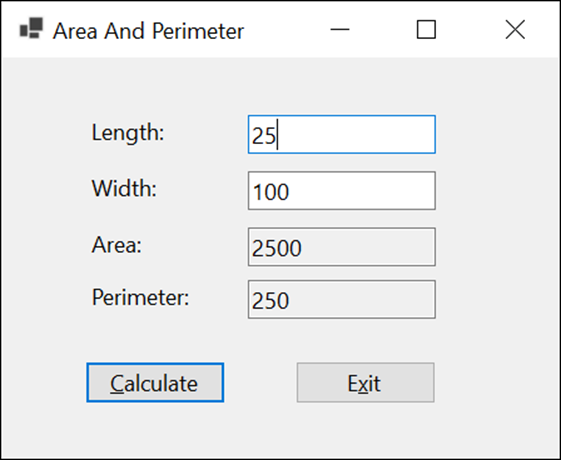 Area And Perimeter
Length: 25
Width: 100
Area: 2500
Perimeter: 250
Calculate Exit